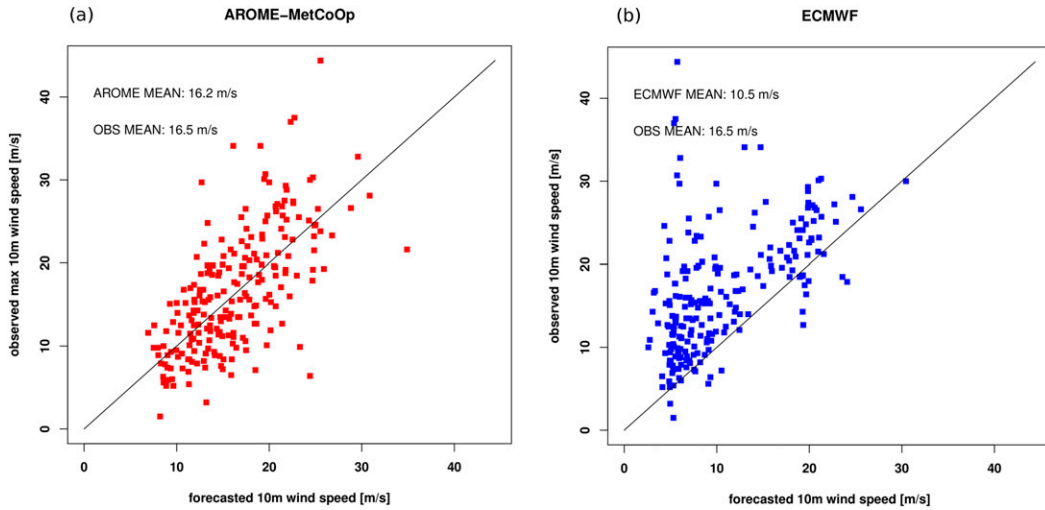 (a)
AROME−MetCoOp
AROME MEAN: 16.2 m/s
OBS MEAN: 16.5 m/s
observed max 10m wind speed [m/s]
40
30
20
10
0
0 10 20 30 40
forecasted 10m wind speed [m/s]
(b)
ECMWF
ECMWF MEAN: 10.5 m/s
OBS MEAN: 16.5 m/s
observed 10m wind speed [m/s]
40
30
20
10
0
0 10 20 30 40
forecasted 10m wind speed [m/s]